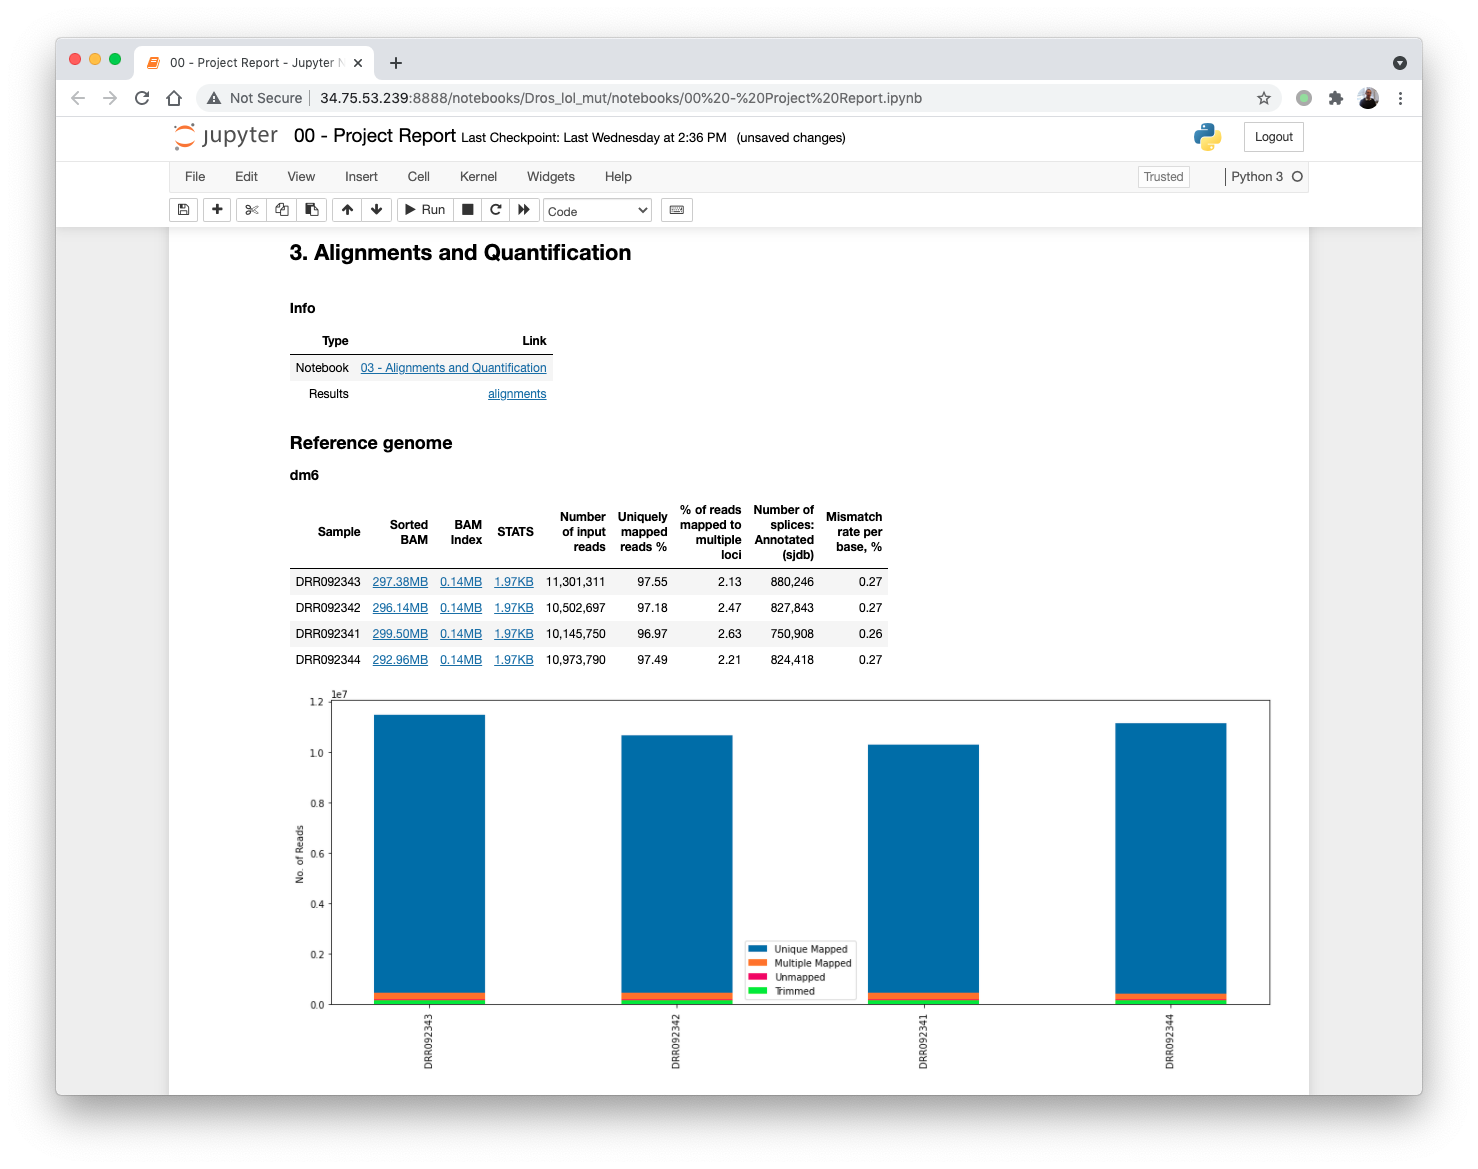 00 - Project Report - Jupyter N
Not Secure | 34.75.53.239:8888/notebooks/Dros_lol_mut/notebooks/00%20-%20Project%20Report.ipynb
jupyter 00 - Project Report Last Checkpoint: Last Wednesday at 2:36 PM (unsaved changes) Logout
File Edit View Insert Cell Kernel Widgets Help Trusted Python 3
Run Code
3. Alignments and Quantification
Info
Type Link
Notebook 03 - Alignments and Quantification
Results alignments
Reference genome
dm6
Sample Sorted BAM BAM Index STATS Number of input reads Uniquely mapped reads % % of reads mapped to multiple loci Number of splices: Annotated (sjdb) Mismatch rate per base, %
DRR092343 297.38MB 0.14MB 1.97KB 11,301,311 97.55 2.13 880,246 0.27
DRR092342 296.14MB 0.14MB 1.97KB 10,502,697 97.18 2.47 827,843 0.27
DRR092341 299.50MB 0.14MB 1.97KB 10,145,750 96.97 2.63 750,908 0.26
DRR092344 292.96MB 0.14MB 1.97KB 10,973,790 97.49 2.21 824,418 0.27
1e7
1.2
1.0
0.8
0.6
0.4
0.2
0.0
No. of Reads
Unique Mapped
Multiple Mapped
Unmapped
Trimmed
DRR092343
DRR092342
DRR092341
DRR092344